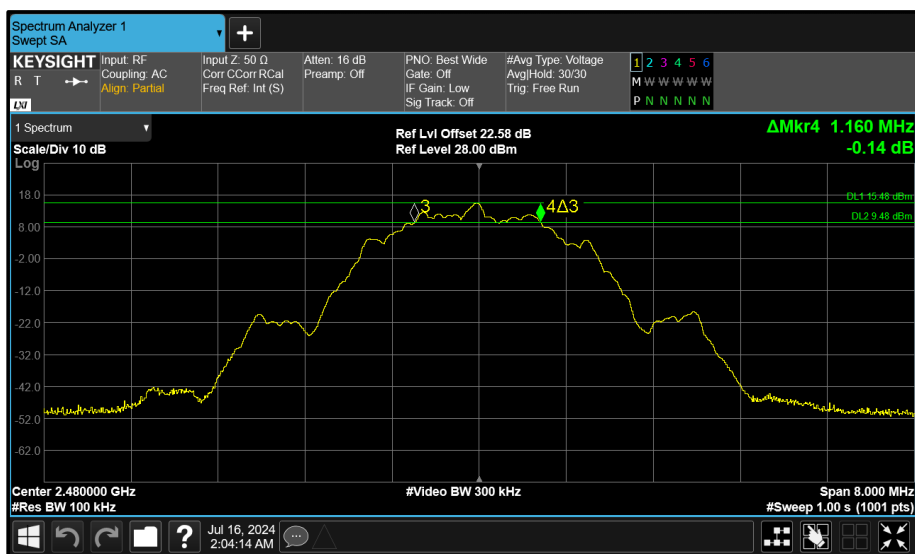 Spectrum Analyzer 1
Swept SA
KEYSIGHT
R T
LXI
Input: RF
Coupling: AC
Align: Partial
Input Z: 50 Ω
Corr CCorr RCal
Freq Ref: Int (S)
Atten: 16 dB
Preamp: Off
PNO: Best Wide
Gate: Off
IF Gain: Low
Sig Track: Off
#Avg Type: Voltage
Avg|Hold: 30/30
Trig: Free Run
1 2 3 4 5 6
M W W W W W
P N N N N N
1 Spectrum
Scale/Div 10 dB
Log
Ref Lvl Offset 22.58 dB
Ref Level 28.00 dBm
ΔMkr4 1.160 MHz
-0.14 dB
18.0
8.00
-2.00
-12.0
-22.0
-32.0
-42.0
-52.0
-62.0
3
4Δ3
DL1 15.48 dBm
DL2 9.48 dBm
Center 2.480000 GHz
#Res BW 100 kHz
#Video BW 300 kHz
Span 8.000 MHz
#Sweep 1.00 s (1001 pts)
?
Jul 16, 2024
2:04:14 AM